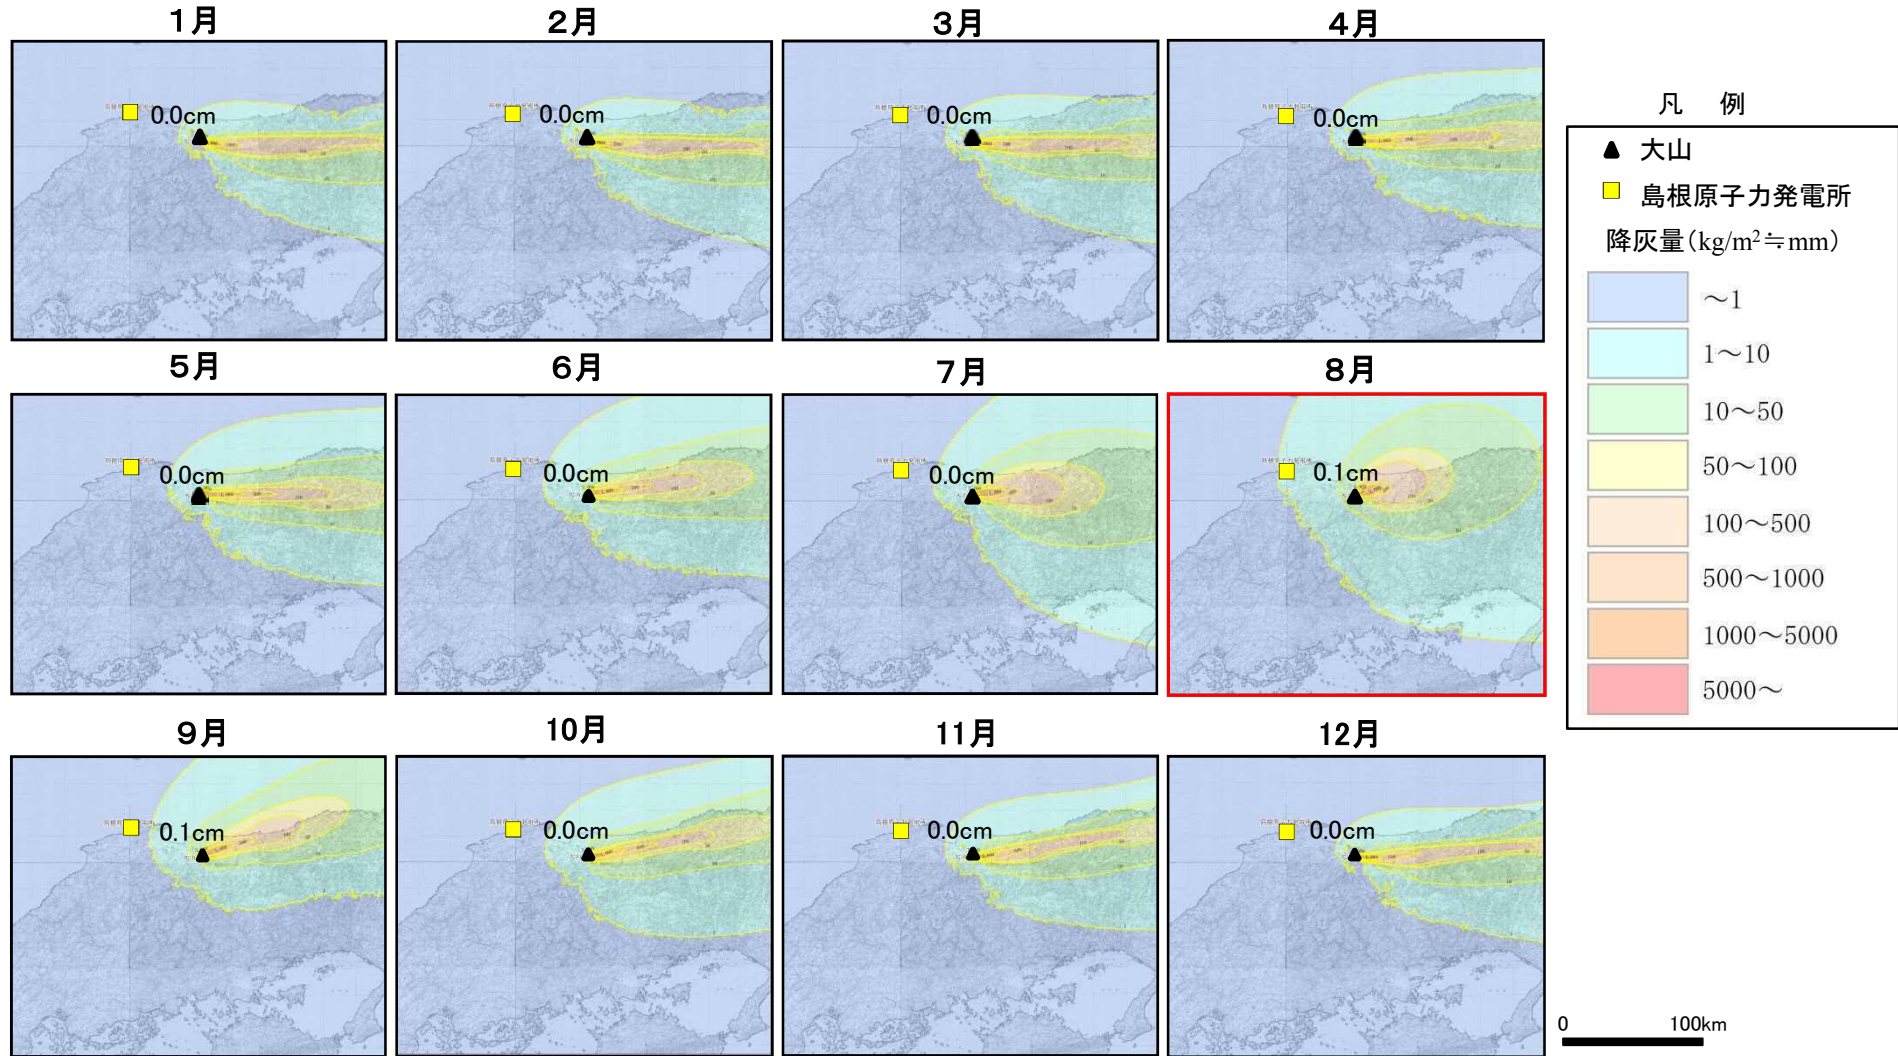 1月
2月
3月
4月
0.0cm
0.0cm
0.0cm
0.0cm
5月
6月
7月
8月
0.0cm
0.0cm
0.0cm
0.1cm
9月
10月
11月
12月
0.1cm
0.0cm
0.0cm
0.0cm
凡 例
大山
島根原子力発電所
降灰量(kg/m²≒mm)
～1
1～10
10～50
50～100
100～500
500～1000
1000～5000
5000～
0 100km